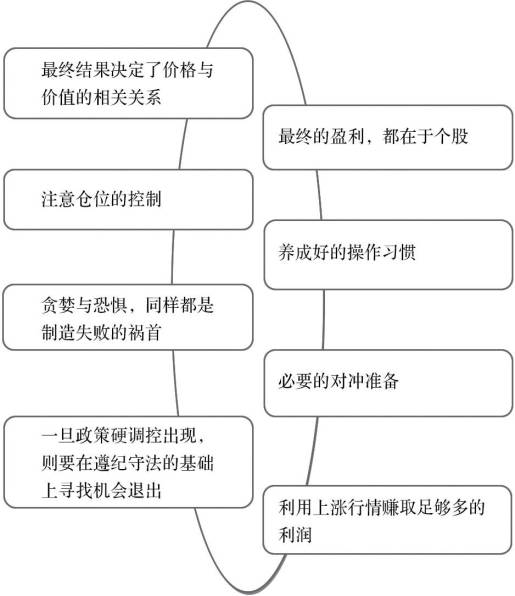 最终结果决定了价格与
价值的相关关系
最终的盈利，都在于个股
注意仓位的控制
养成好的操作习惯
贪婪与恐惧，同样都是
制造失败的祸首
必要的对冲准备
一旦政策硬调控出现，
则要在遵纪守法的基础
上寻找机会退出
利用上涨行情赚取足够多的
利润